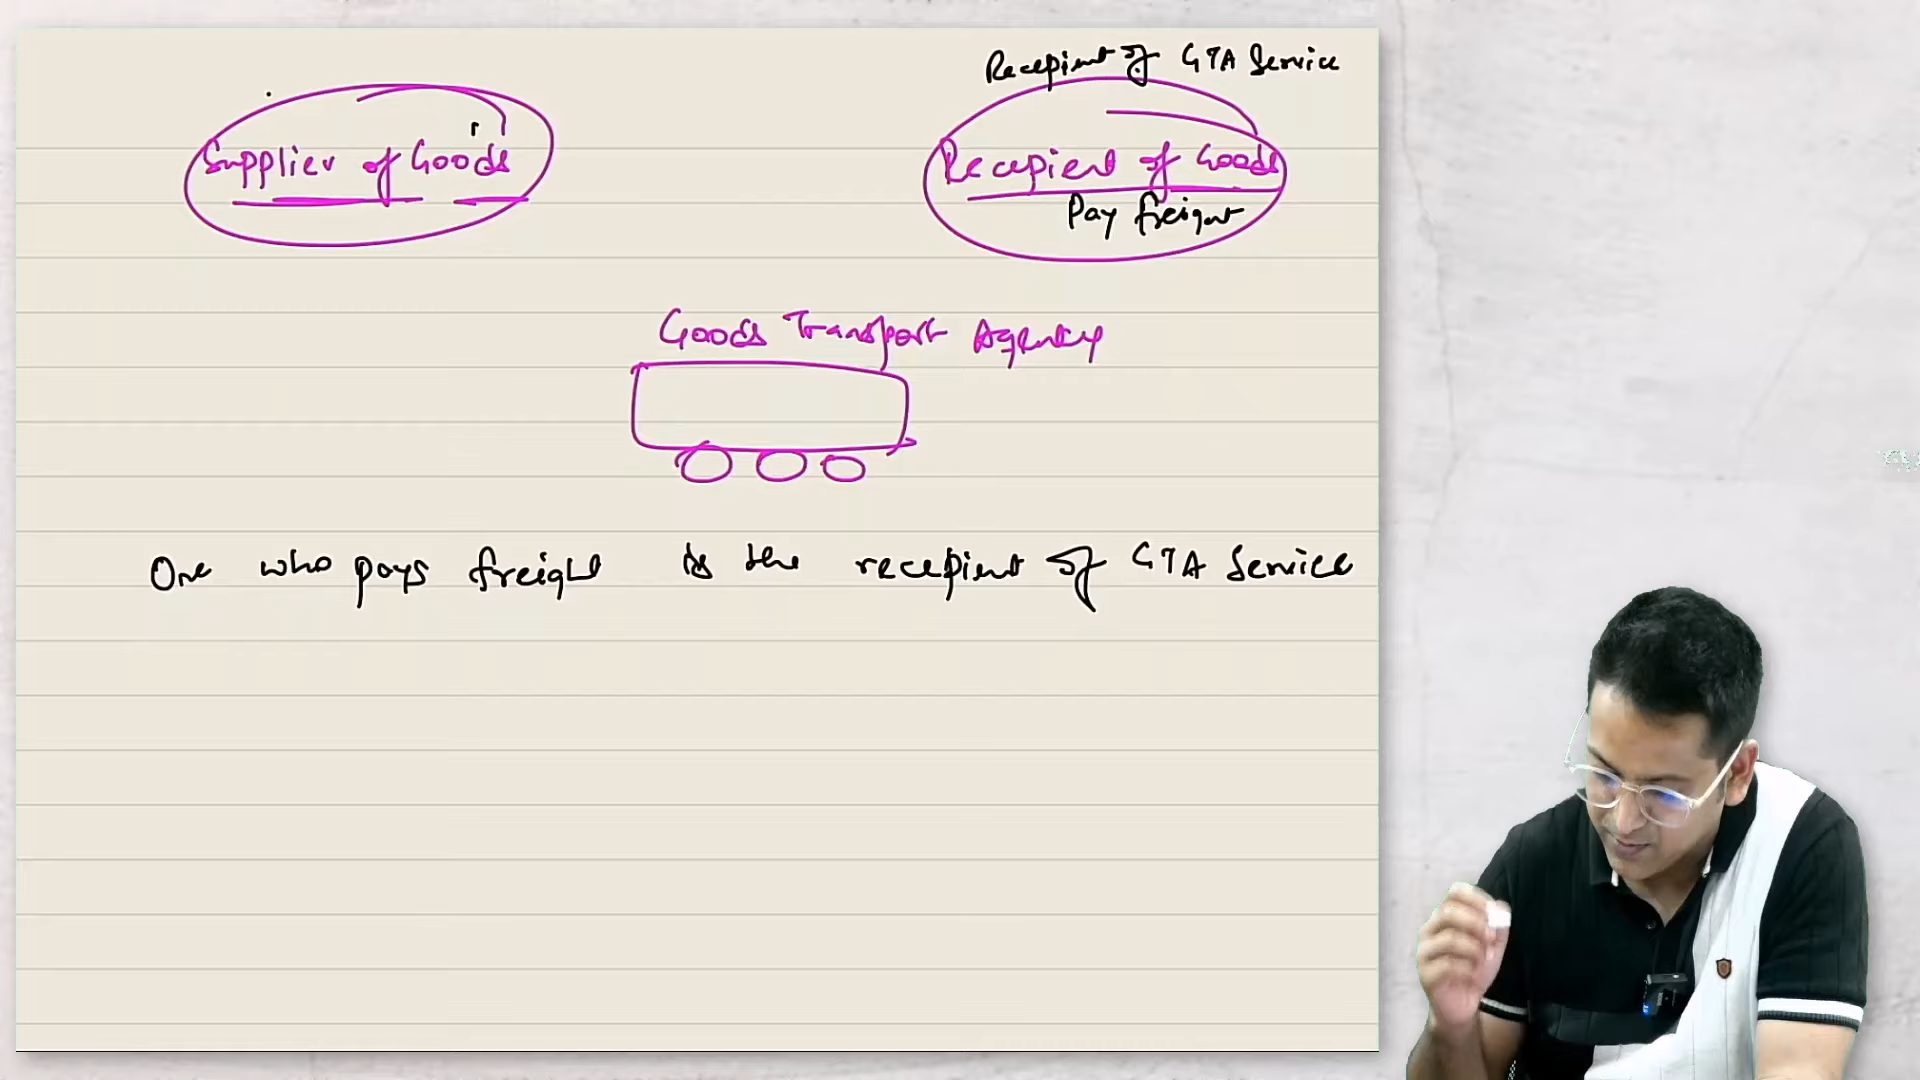 Recepient of GTA Service
Supplier of Goods
Recepient of Goods
Pay freight
Goods Transport Agency
One who pays freight is the recepient of GTA Service